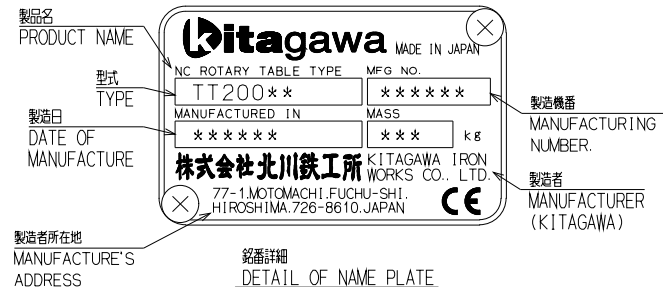 製品名
PRODUCT NAME
型式
TYPE
製造日
DATE OF
MANUFACTURE
製造者所在地
MANUFACTURE'S
ADDRESS
kitagawa MADE IN JAPAN
NC ROTARY TABLE TYPE MFG NO.
TT200** ******
MANUFACTURED IN MASS
****** *** kg
株式会社北川鉄工所 KITAGAWA IRON
WORKS CO., LTD.
77-1.MOTOMACHI.FUCHU-SHI.
HIROSHIMA.726-8610.JAPAN CE
製造機番
MANUFACTURING
NUMBER.
製造者
MANUFACTURER
(KITAGAWA)
銘番詳細
DETAIL OF NAME PLATE